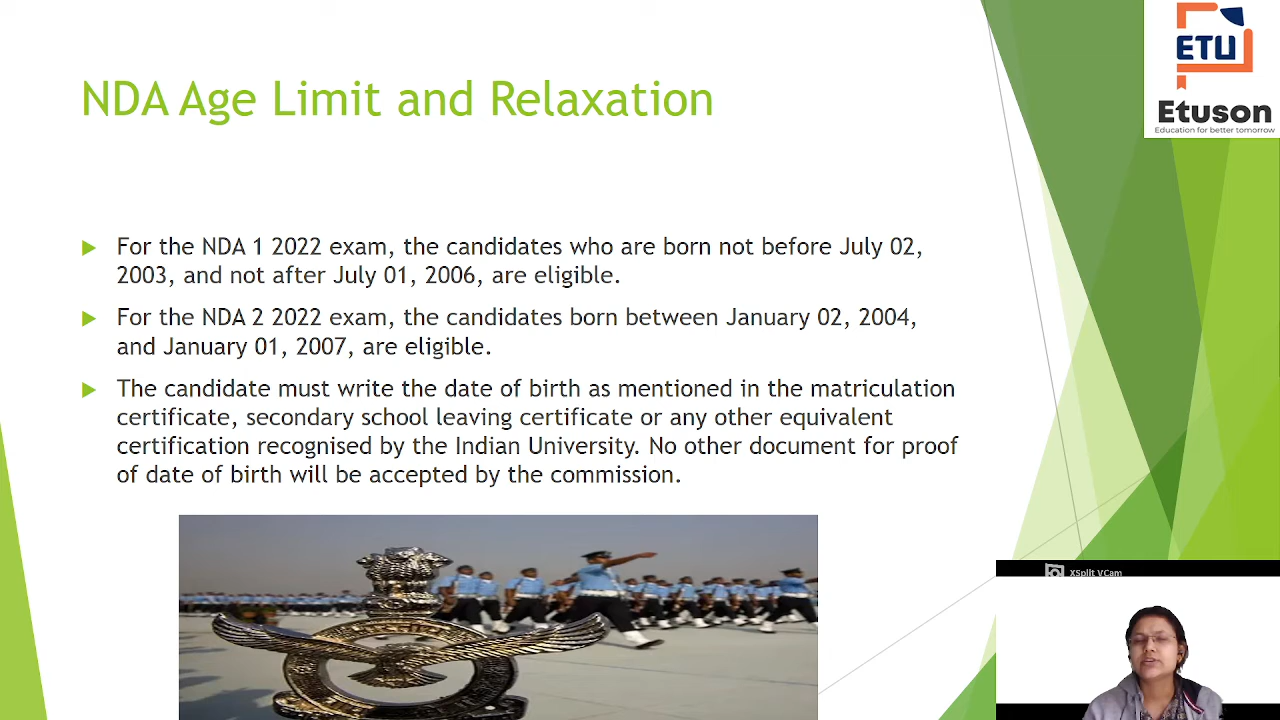 NDA Age Limit and Relaxation
ETU
Etuson
Education for better tomorrow
For the NDA 1 2022 exam, the candidates who are born not before July 02,
2003, and not after July 01, 2006, are eligible.
For the NDA 2 2022 exam, the candidates born between January 02, 2004,
and January 01, 2007, are eligible.
The candidate must write the date of birth as mentioned in the matriculation
certificate, secondary school leaving certificate or any other equivalent
certification recognised by the Indian University. No other document for proof
of date of birth will be accepted by the commission.
XSplit VCam